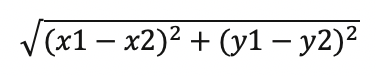 √(x1 − x2)² + (y1 − y2)²